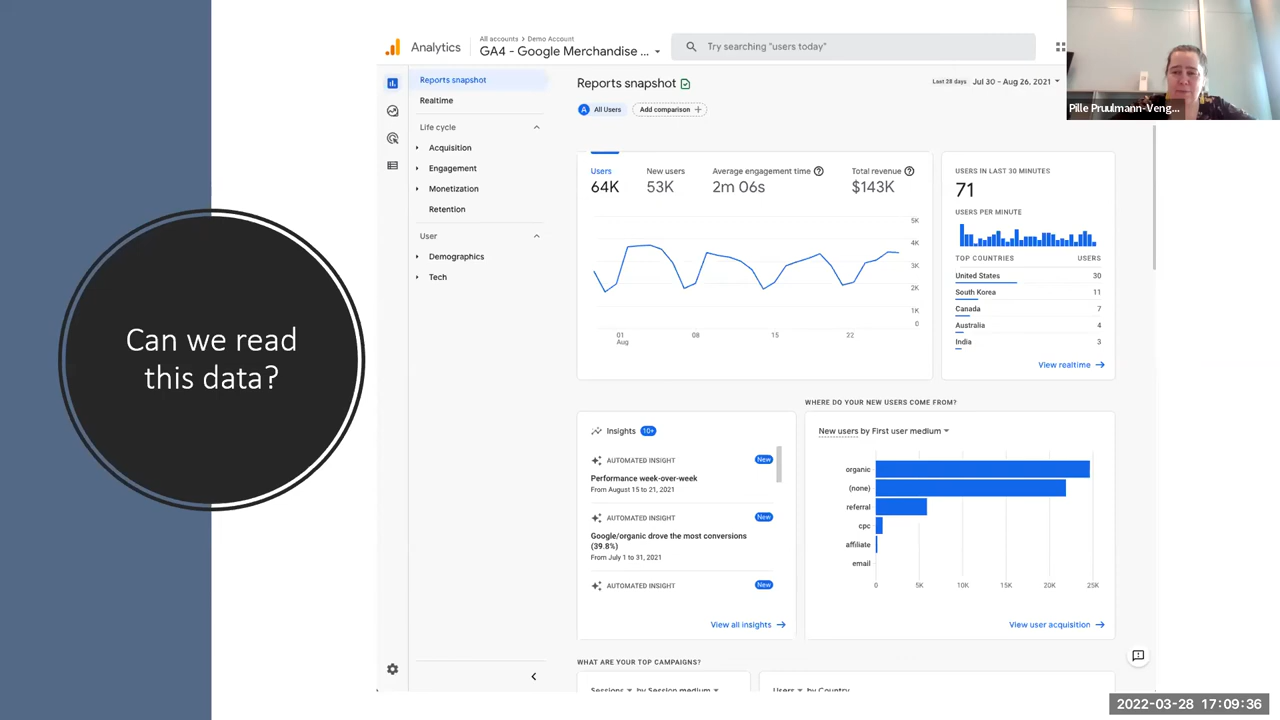 Can we read
this data?
Analytics
All accounts > Demo Account
GA4 - Google Merchandise ...
Try searching "users today"
Pille Pruulmann-Veng...
Reports snapshot
Realtime
Life cycle
Acquisition
Engagement
Monetization
Retention
User
Demographics
Tech
Reports snapshot
Last 28 days Jul 30 - Aug 26, 2021
A All Users Add comparison +
Users New users Average engagement time Total revenue
64K 53K 2m 06s $143K
5K
4K
3K
2K
1K
0
01 08 15 22
Aug
USERS IN LAST 30 MINUTES
71
USERS PER MINUTE
TOP COUNTRIES USERS
United States 30
South Korea 11
Canada 7
Australia 4
India 3
View realtime →
Insights 10+
AUTOMATED INSIGHT New
Performance week-over-week
From August 15 to 21, 2021
AUTOMATED INSIGHT New
Google/organic drove the most conversions
(39.8%)
From July 1 to 31, 2021
AUTOMATED INSIGHT New
View all insights →
WHERE DO YOUR NEW USERS COME FROM?
New users by First user medium
organic
(none)
referral
cpc
affiliate
email
0 5K 10K 15K 20K 25K
View user acquisition →
WHAT ARE YOUR TOP CAMPAIGNS?
Sessions by Session medium
Users by Country
2022-03-28 17:09:36